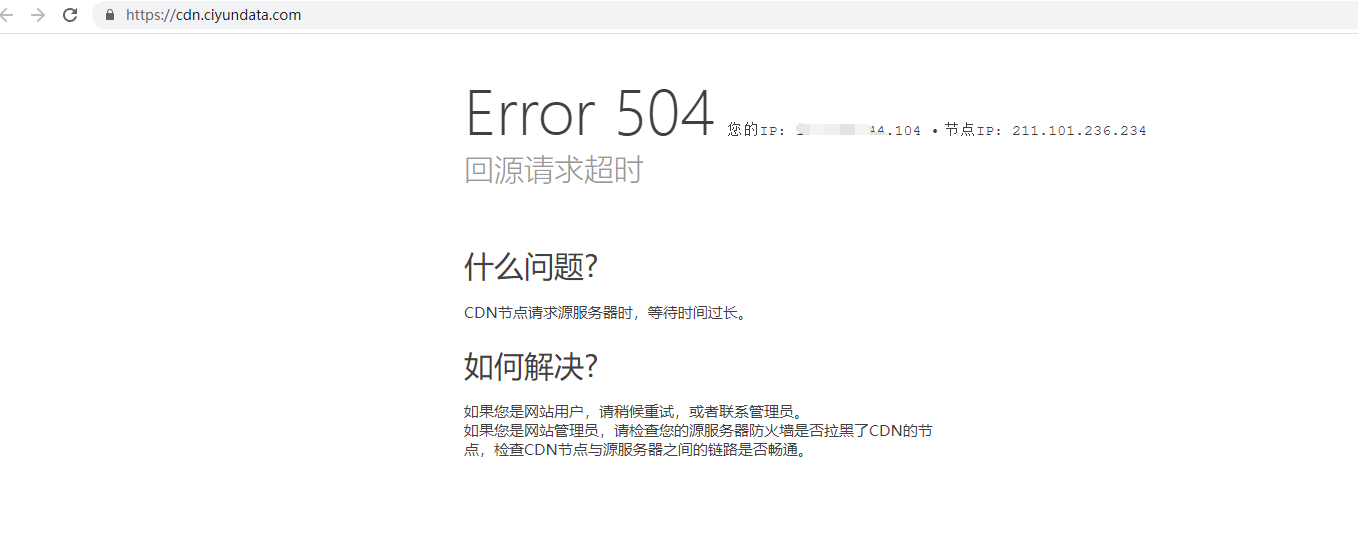 https://cdn.ciyundata.com
Error 504 您的IP: 44.104 • 节点IP: 211.101.236.234
回源请求超时
什么问题?
CDN节点请求源服务器时，等待时间过长。
如何解决?
如果您是网站用户，请稍候重试，或者联系管理员。
如果您是网站管理员，请检查您的源服务器防火墙是否拉黑了CDN的节
点，检查CDN节点与源服务器之间的链路是否畅通。